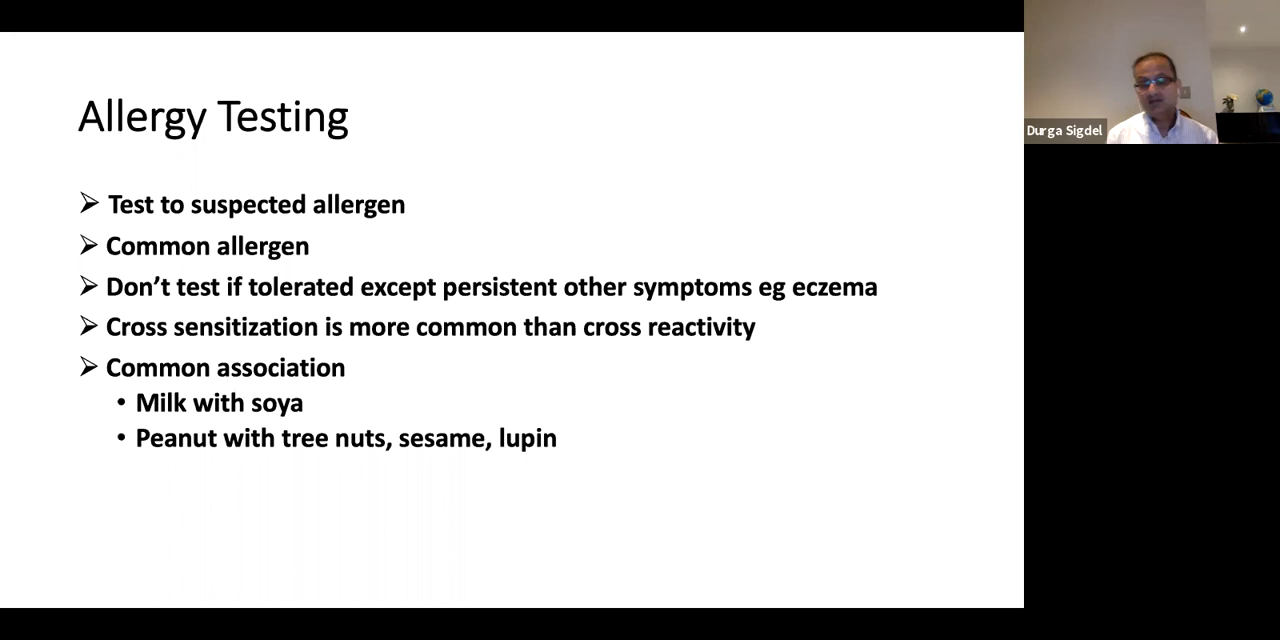 Allergy Testing
➢ Test to suspected allergen
➢ Common allergen
➢ Don’t test if tolerated except persistent other symptoms eg eczema
➢ Cross sensitization is more common than cross reactivity
➢ Common association
• Milk with soya
• Peanut with tree nuts, sesame, lupin
Durga Sigdel